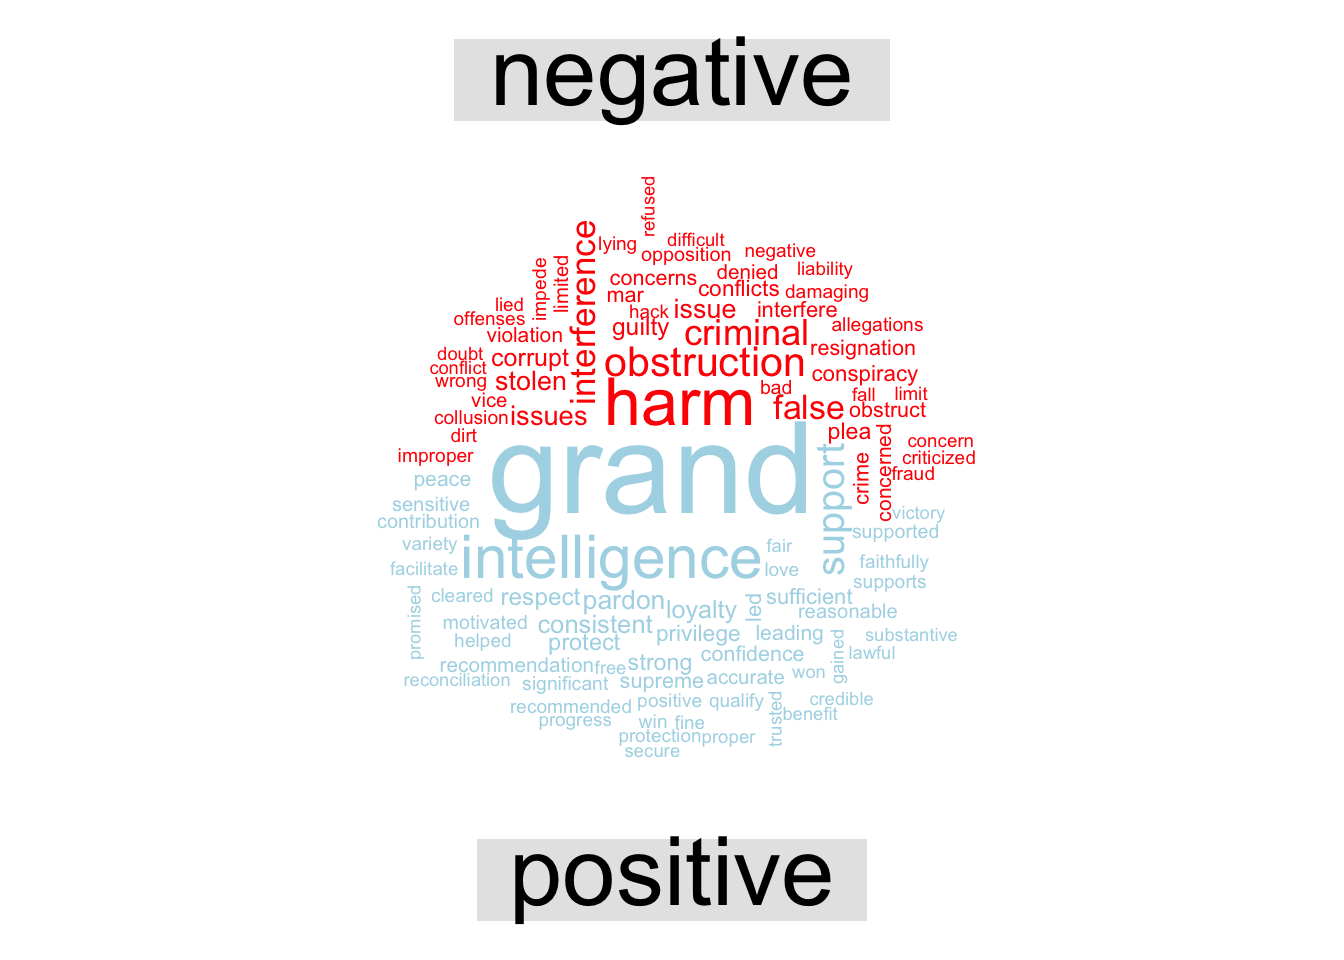 negative
refused
lying
difficult
opposition
negative
interference
impede
limited
concerns
denied
liability
mar
conflicts
damaging
lied
hack
issue
interfere
offenses
guilty
criminal
allegations
violation
obstruction
resignation
doubt
corrupt
conflict
conspiracy
wrong
stolen
harm
bad
fall
limit
vice
false
obstruct
collusion
issues
dirt
plea
concern
improper
crime
concerned
criticized
fraud
peace
grand
support
sensitive
contribution
victory
supported
variety
intelligence
fair
facilitate
love
faithfully
supports
promised
cleared
respect
pardon
loyalty
led
sufficient
reasonable
motivated
consistent
privilege
leading
substantive
helped
protect
confidence
gained
lawful
recommendation
free
strong
won
reconciliation
significant
supreme
accurate
recommended
positive
qualify
trusted
credible
progress
win
fine
benefit
protection
proper
secure
positive